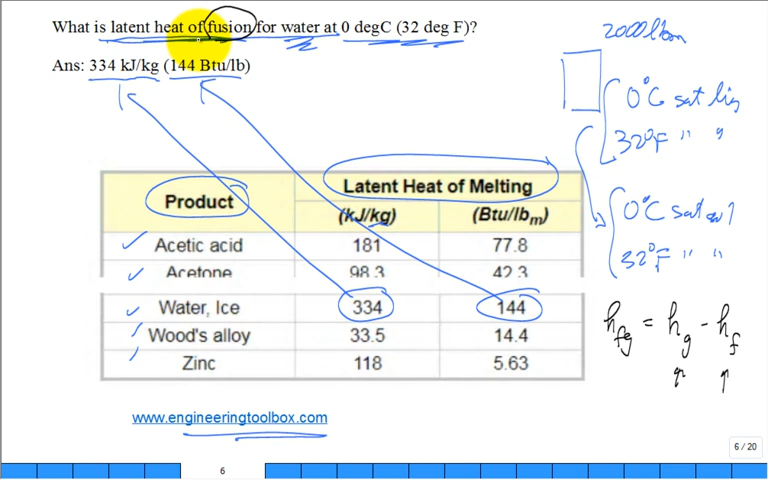 What is latent heat of fusion for water at 0 degC (32 deg F)?
Ans: 334 kJ/kg (144 Btu/lb)
2000 lbm
0°C sat liq
32°F " "
0°C sat
32°F " "
Product Latent Heat of Melting
(kJ/kg) (Btu/lbm)
Acetic acid 181 77.8
Acetone 98.3 42.3
Water, Ice 334 144
Wood's alloy 33.5 14.4
Zinc 118 5.63
hfg = hg - hf
www.engineeringtoolbox.com
6 / 20
6